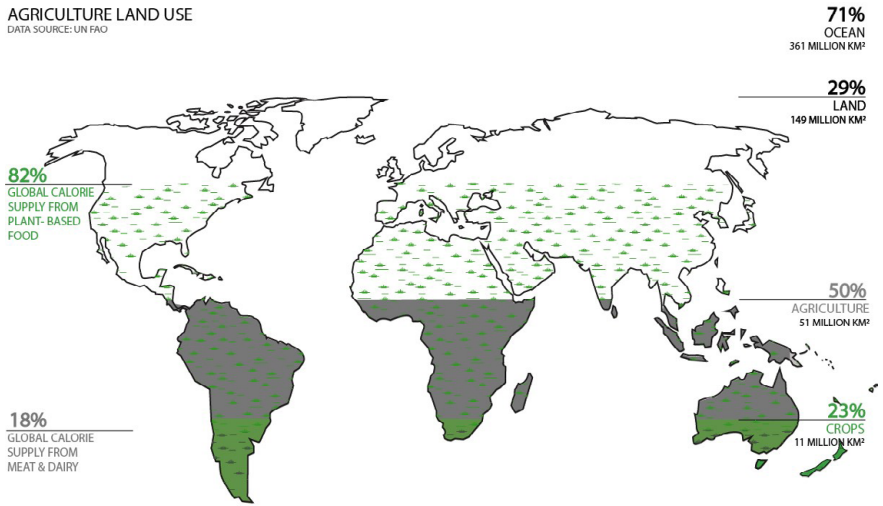 AGRICULTURE LAND USE
DATA SOURCE: UN FAO
71%
OCEAN
361 MILLION KM²
29%
LAND
149 MILLION KM²
82%
GLOBAL CALORIE
SUPPLY FROM
PLANT- BASED
FOOD
50%
AGRICULTURE
51 MILLION KM²
18%
GLOBAL CALORIE
SUPPLY FROM
MEAT & DAIRY
23%
CROPS
11 MILLION KM²